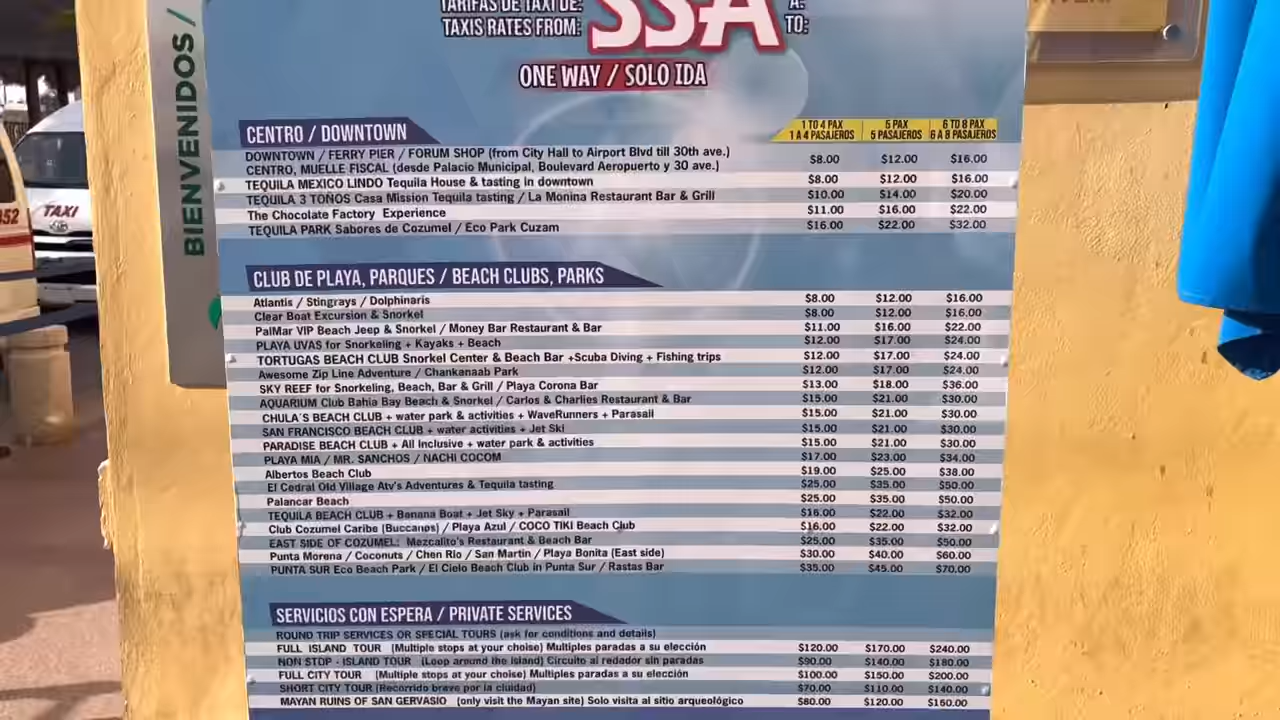 TARIFAS DE TAXI DE: SSA A:
TAXIS RATES FROM: TO:
ONE WAY / SOLO IDA
BIENVENIDOS /
TAXI
352
CENTRO / DOWNTOWN 1 TO 4 PAX 5 PAX 6 TO 8 PAX
1 A 4 PASAJEROS 5 PASAJEROS 6 A 8 PASAJEROS
DOWNTOWN / FERRY PIER / FORUM SHOP (from City Hall to Airport Blvd till 30th ave.)
CENTRO, MUELLE FISCAL (desde Palacio Municipal, Boulevard Aeropuerto y 30 ave.) $8.00 $12.00 $16.00
TEQUILA MEXICO LINDO Tequila House & tasting In downtown $8.00 $12.00 $16.00
TEQUILA 3 TOÑOS Casa Mission Tequila tasting / La Monina Restaurant Bar & Grill $10.00 $14.00 $20.00
The Chocolate Factory Experience $11.00 $16.00 $22.00
TEQUILA PARK Sabores de Cozumel / Eco Park Cuzam $16.00 $22.00 $32.00
CLUB DE PLAYA, PARQUES / BEACH CLUBS, PARKS
Atlantis / Stingrays / Dolphinaris $8.00 $12.00 $16.00
Clear Boat Excursion & Snorkel $8.00 $12.00 $16.00
PalMar VIP Beach Jeep & Snorkel / Money Bar Restaurant & Bar $11.00 $16.00 $22.00
PLAYA UVAS for Snorkeling + Kayaks + Beach $12.00 $17.00 $24.00
TORTUGAS BEACH CLUB Snorkel Center & Beach Bar +Scuba Diving + Fishing trips $12.00 $17.00 $24.00
Awesome Zip Line Adventure / Chankanaab Park $12.00 $17.00 $24.00
SKY REEF for Snorkeling, Beach, Bar & Grill / Playa Corona Bar $13.00 $18.00 $36.00
AQUARIUM Club Bahia Bay Beach & Snorkel / Carlos & Charlies Restaurant & Bar $15.00 $21.00 $30.00
CHULA´S BEACH CLUB + water park & activities + WaveRunners + Parasail $15.00 $21.00 $30.00
SAN FRANCISCO BEACH CLUB + water activities + Jet Ski $15.00 $21.00 $30.00
PARADISE BEACH CLUB + All Inclusive + water park & activities $15.00 $21.00 $30.00
PLAYA MIA / MR. SANCHOS / NACHI COCOM $17.00 $23.00 $34.00
Albertos Beach Club $19.00 $25.00 $38.00
El Cedral Old Village Atv's Adventures & Tequila tasting $25.00 $35.00 $50.00
Palancar Beach $25.00 $35.00 $50.00
TEQUILA BEACH CLUB + Banana Boat + Jet Sky + Parasail $16.00 $22.00 $32.00
Club Cozumel Caribe (Buccanos) / Playa Azul / COCO TIKI Beach Club $16.00 $22.00 $32.00
EAST SIDE OF COZUMEL: Mezcalito's Restaurant & Beach Bar $25.00 $35.00 $50.00
Punta Morena / Coconuts / Chen Rio / San Martin / Playa Bonita (East side) $30.00 $40.00 $60.00
PUNTA SUR Eco Beach Park / El Cielo Beach Club in Punta Sur / Rastas Bar $35.00 $45.00 $70.00
SERVICIOS CON ESPERA / PRIVATE SERVICES
ROUND TRIP SERVICES OR SPECIAL TOURS (ask for conditions and details)
FULL ISLAND TOUR (Multiple stops at your choise) Multiples paradas a su elección $120.00 $170.00 $240.00
NON STOP - ISLAND TOUR (Loop around the island) Circuito al rededor sin paradas $90.00 $140.00 $180.00
FULL CITY TOUR (Multiple stops at your choise) Multiples paradas a su elección $100.00 $150.00 $200.00
SHORT CITY TOUR (Recorrido breve por la ciudad) $70.00 $110.00 $140.00
MAYAN RUINS OF SAN GERVASIO (only visit the Mayan site) Solo visita al sitio arqueológico $80.00 $120.00 $160.00